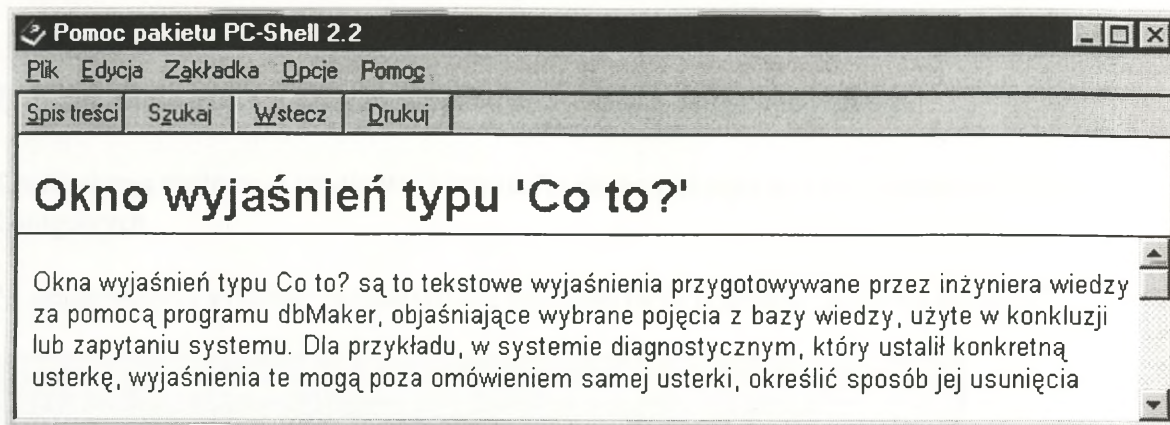 Pomoc pakietu PC-Shell 2.2
Plik Edycja Zakładka Opcje Pomoc
Spis treści Szukaj Wstecz Drukuj
Okno wyjaśnień typu 'Co to?'
Okna wyjaśnień typu Co to? są to tekstowe wyjaśnienia przygotowywane przez inżyniera wiedzy
za pomocą programu dbMaker, objaśniające wybrane pojęcia z bazy wiedzy, użyte w konkluzji
lub zapytaniu systemu. Dla przykładu, w systemie diagnostycznym, który ustalił konkretną
usterkę, wyjaśnienia te mogą poza omówieniem samej usterki, określić sposób jej usunięcia